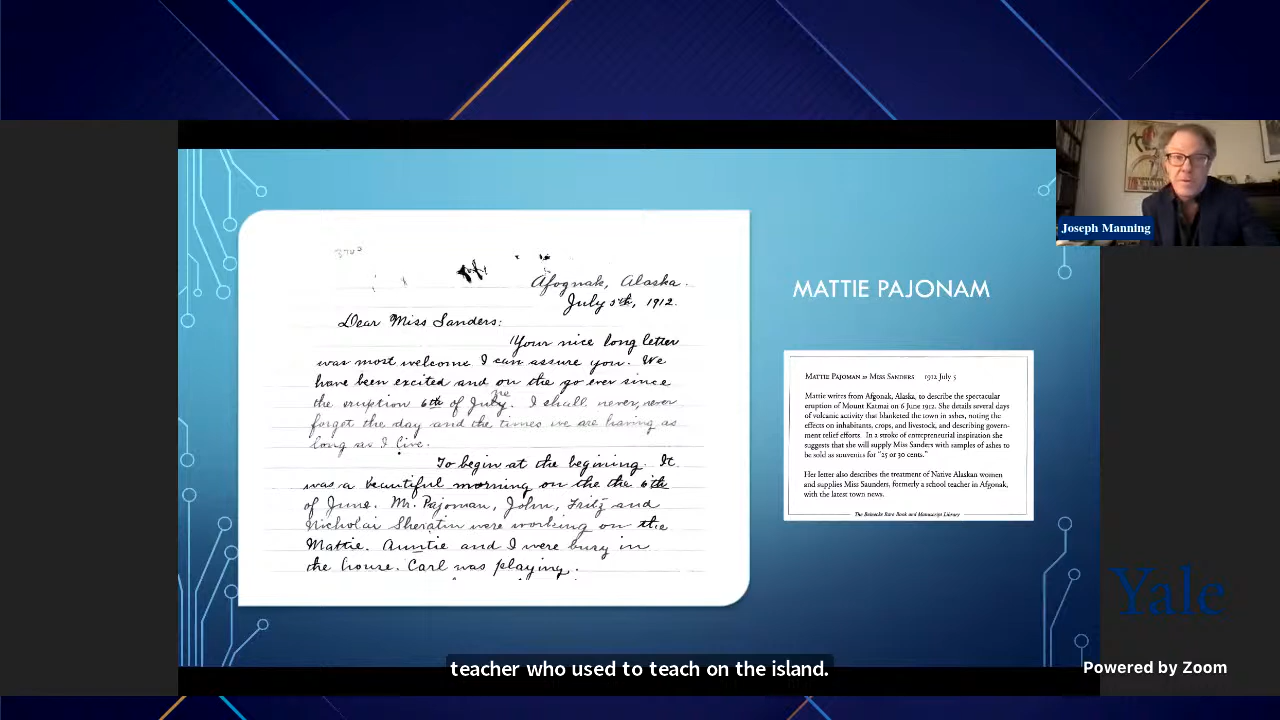 Afognak, Alaska.
July 5th, 1912.
Dear Miss Sanders:
Your nice long letter
was most welcome I can assure you. We
have been excited and on the go ever since
the eruption 6th of July. I shall never, never
forget the day and the times we are having as
long as I live.
To begin at the begining. It
was a beautiful morning on the the 6th
of June. Mr. Pajoman, John, Fritz and
Nicholai Sheratin were working on the
Mattie. Auntie and I were busy in
the house. Carl was playing.
MATTIE PAJONAM
MATTIE PAJOMAN to MISS SANDERS 1912 July 5
Mattie writes from Afgonak, Alaska, to describe the spectacular
eruption of Mount Katmai on 6 June 1912. She details several days
of volcanic activity that blanketed the town in ashes, noting the
effects on inhabitants, crops, and livestock, and describing govern-
ment relief efforts. In a stroke of entrepreneurial inspiration she
suggests that she will supply Miss Sanders with samples of ashes to
be sold as souvenirs for "25 or 30 cents."
Her letter also describes the treatment of Native Alaskan women
and supplies Miss Saunders, formerly a school teacher in Afgonak,
with the latest town news.
The Beinecke Rare Book and Manuscript Library
Joseph Manning
Yale
teacher who used to teach on the island.
Powered by Zoom